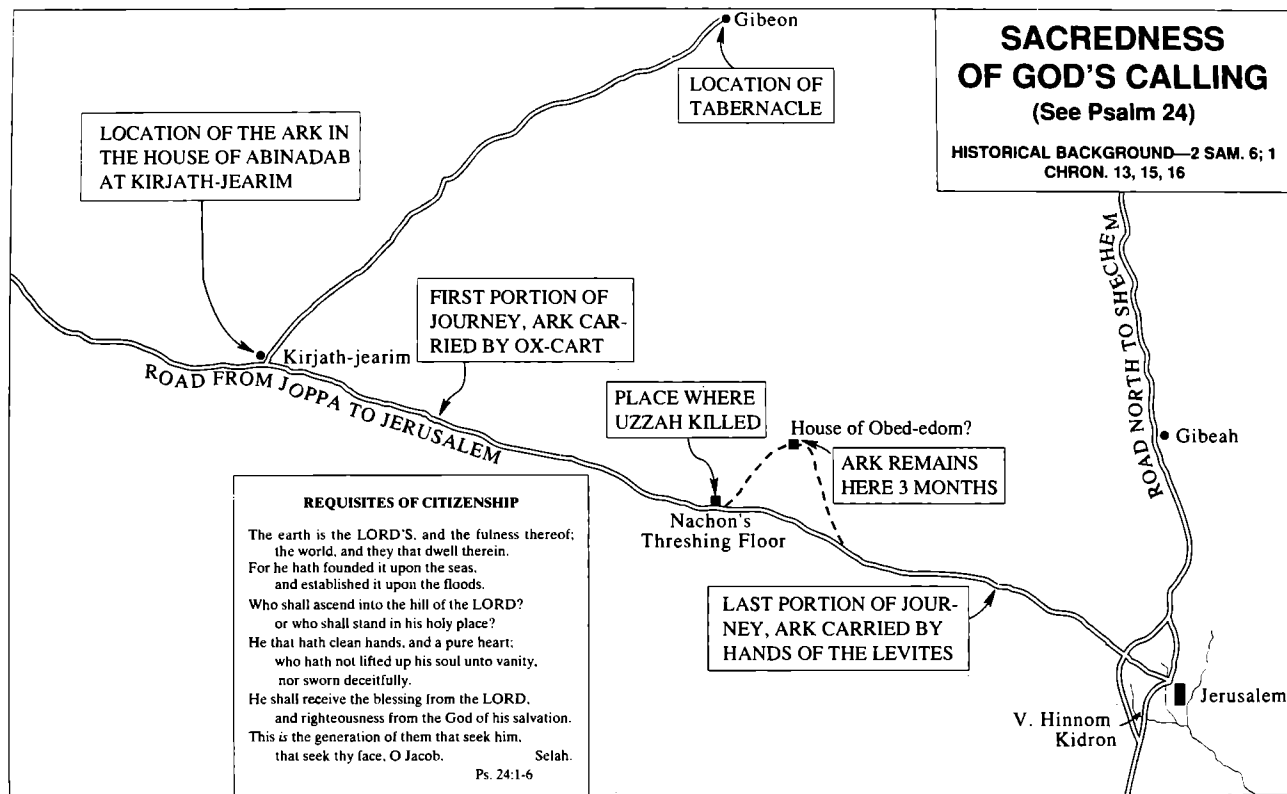 SACREDNESS
OF GOD'S CALLING
(See Psalm 24)
HISTORICAL BACKGROUND—2 SAM. 6; 1
CHRON. 13, 15, 16
Gibeon
LOCATION OF
TABERNACLE
LOCATION OF THE ARK IN
THE HOUSE OF ABINADAB
AT KIRJATH-JEARIM
Kirjath-jearim
ROAD FROM JOPPA TO JERUSALEM
FIRST PORTION OF
JOURNEY, ARK CAR-
RIED BY OX-CART
PLACE WHERE
UZZAH KILLED
House of Obed-edom?
ARK REMAINS
HERE 3 MONTHS
Nachon's
Threshing Floor
ROAD NORTH TO SHECHEM
Gibeah
LAST PORTION OF JOUR-
NEY, ARK CARRIED BY
HANDS OF THE LEVITES
Jerusalem
V. Hinnom
Kidron
REQUISITES OF CITIZENSHIP
The earth is the LORD'S, and the fulness thereof;
the world, and they that dwell therein.
For he hath founded it upon the seas,
and established it upon the floods.
Who shall ascend into the hill of the LORD?
or who shall stand in his holy place?
He that hath clean hands, and a pure heart;
who hath not lifted up his soul unto vanity,
nor sworn deceitfully.
He shall receive the blessing from the LORD,
and righteousness from the God of his salvation.
This is the generation of them that seek him,
that seek thy face, O Jacob. Selah.
Ps. 24:1-6